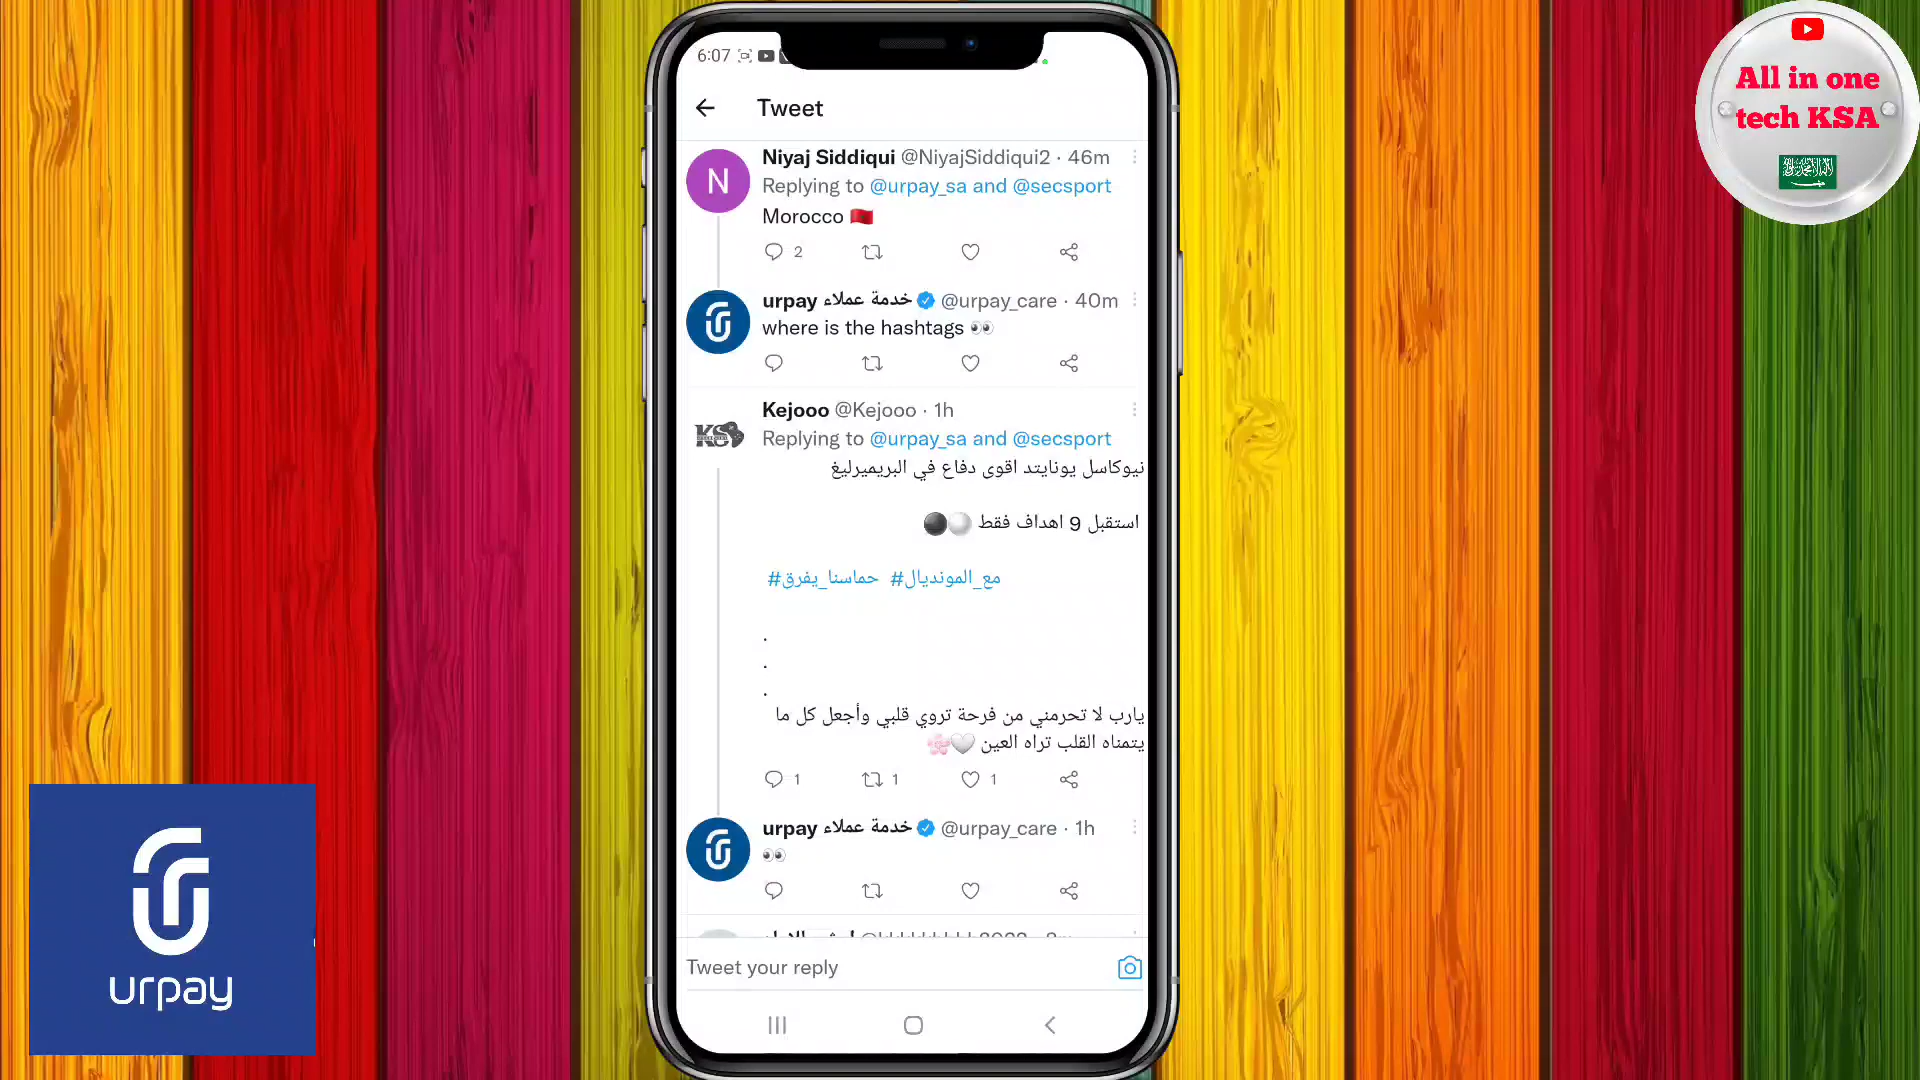 6:07
Tweet
Niyaj Siddiqui @NiyajSiddiqui2 · 46m
Replying to @urpay_sa and @secsport
Morocco 🇲🇦
2
urpay خدمة عملاء @urpay_care · 40m
where is the hashtags 👀
Kejooo @Kejooo · 1h
Replying to @urpay_sa and @secsport
نيوكاسل يونايتد اقوى دفاع في البريميرليغ
استقبل 9 اهداف فقط ⚪⚫
#مع_المونديال #حماسنا_يفرق
.
.
.
يارب لا تحرمني من فرحة تروي قلبي وأجعل كل ما
يتمناه القلب تراه العين 🤍🌸
1 1 1
urpay خدمة عملاء @urpay_care · 1h
👀
Tweet your reply
All in one
tech KSA
urpay